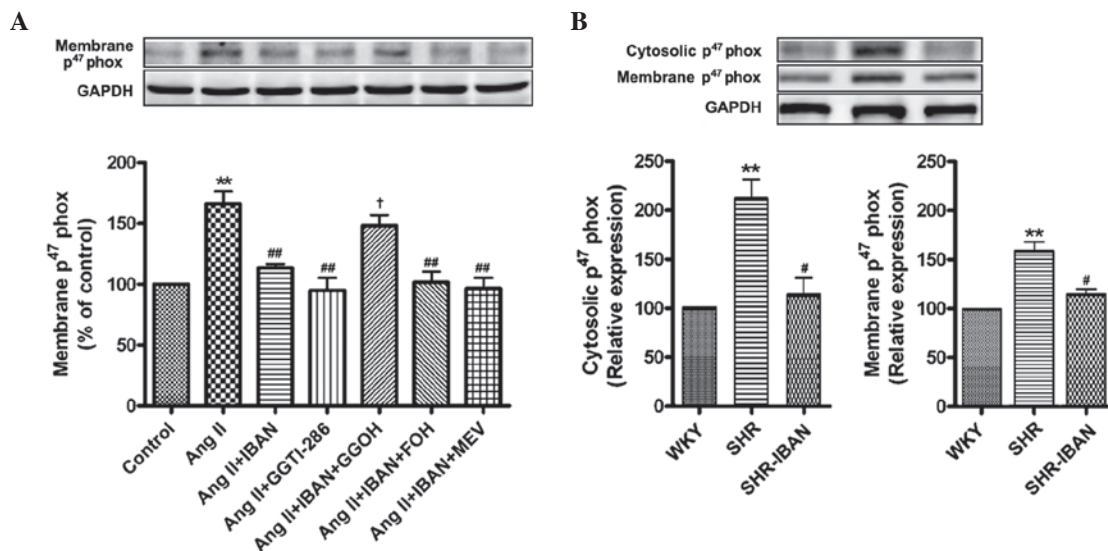 A
Membrane
p47 phox
GAPDH
Membrane p47 phox
(% of control)
200
150
100
50
0
**
##
##
†
##
##
Control
Ang II
Ang II+IBAN
Ang II+GGTI-286
Ang II+IBAN+GGOH
Ang II+IBAN+FOH
Ang II+IBAN+MEV
B
Cytosolic p47 phox
Membrane p47 phox
GAPDH
Cytosolic p47 phox
(Relative expression)
250
200
150
100
50
0
**
#
WKY
SHR
SHR-IBAN
Membrane p47 phox
(Relative expression)
250
200
150
100
50
0
**
#
WKY
SHR
SHR-IBAN